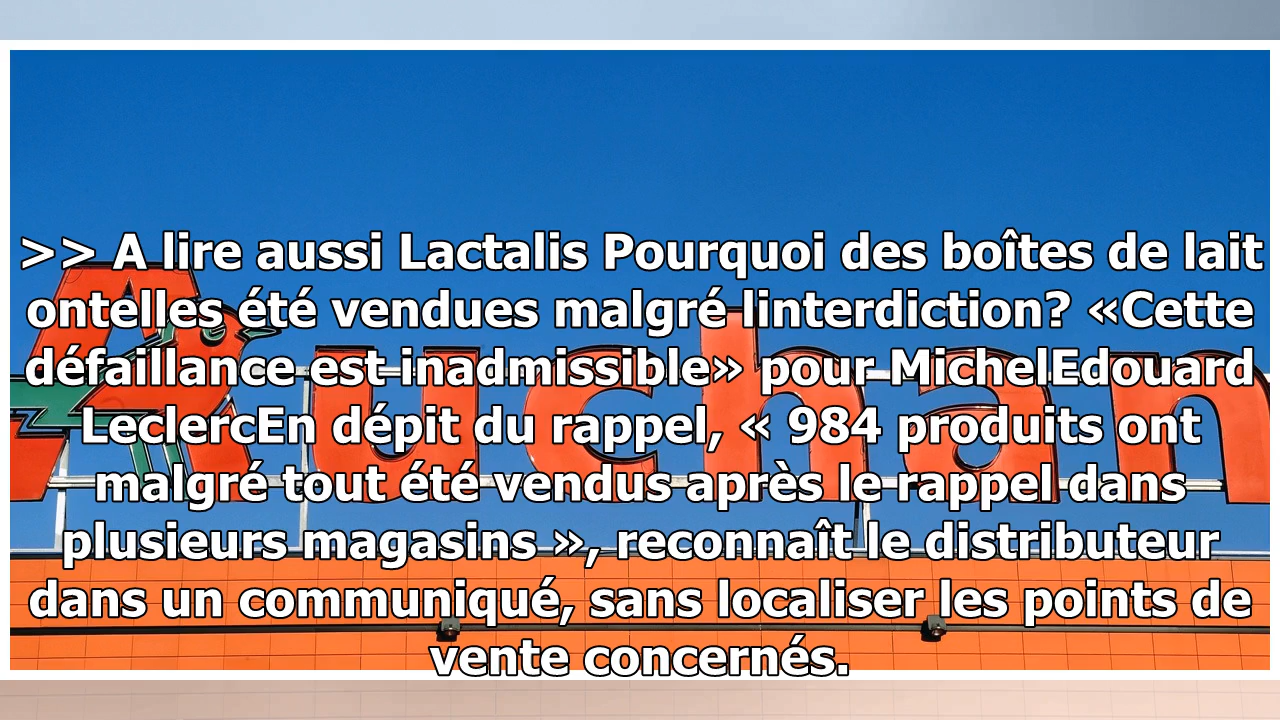 >> A lire aussi Lactalis Pourquoi des boîtes de lait
ontelles été vendues malgré linterdiction? «Cette
défaillance est inadmissible» pour MichelEdouard
LeclercEn dépit du rappel, « 984 produits ont
malgré tout été vendus après le rappel dans
plusieurs magasins », reconnaît le distributeur
dans un communiqué, sans localiser les points de
vente concernés.
Auchan